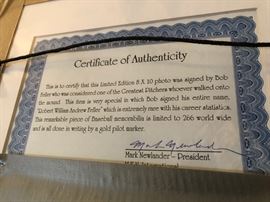 Certificate of Authenticity
This is to certify that this Limited Edition 8 X 10 photo was signed by Bob
Feller who was considered one of the Greatest Pitchers whoever walked onto
the mound. This item is very special in which Bob signed his entire name,
"Robert William Andrew Feller" which is extremely rare with his career statistics.
This remarkable piece of Baseball memorabilia is limited to 266 world wide
and is all done in writing by a gold pilot marker.
Mark Newlander
Mark Newlander - President
International